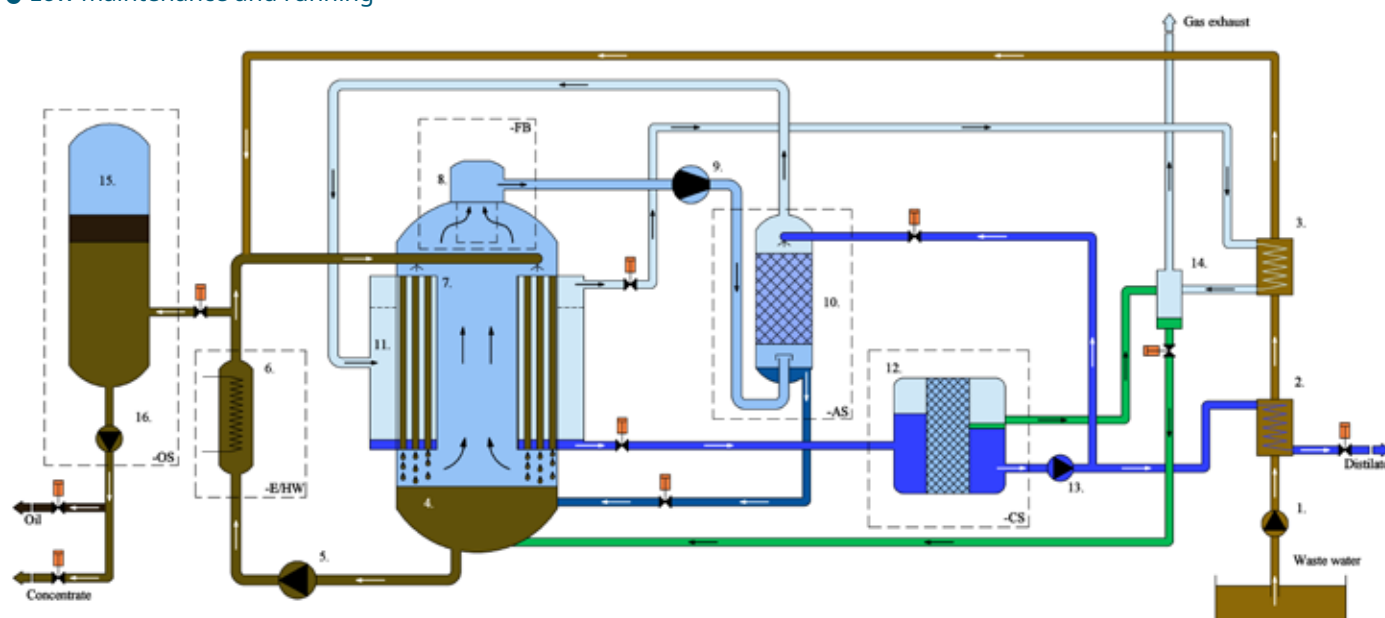 Low maintenance and running
Gas exhaust
-FB
15.
8.
9.
3.
7.
14.
10.
11.
6.
12.
2.
16.
-AS
-OS
Distilate
-E/HW
4.
13.
1.
Oil
-CS
5.
Waste water
Concentrate